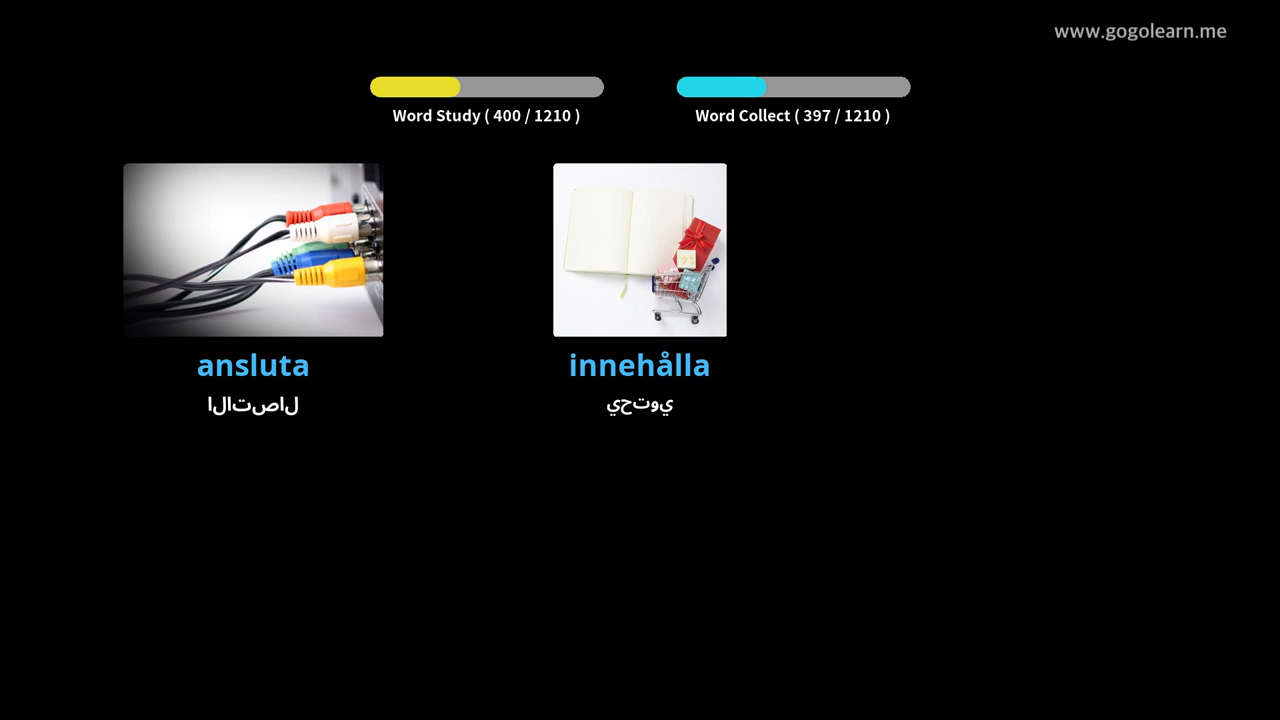 www.gogolearn.me
Word Study ( 400 / 1210 )
Word Collect ( 397 / 1210 )
ansluta
الاتصال
innehålla
يحتوي